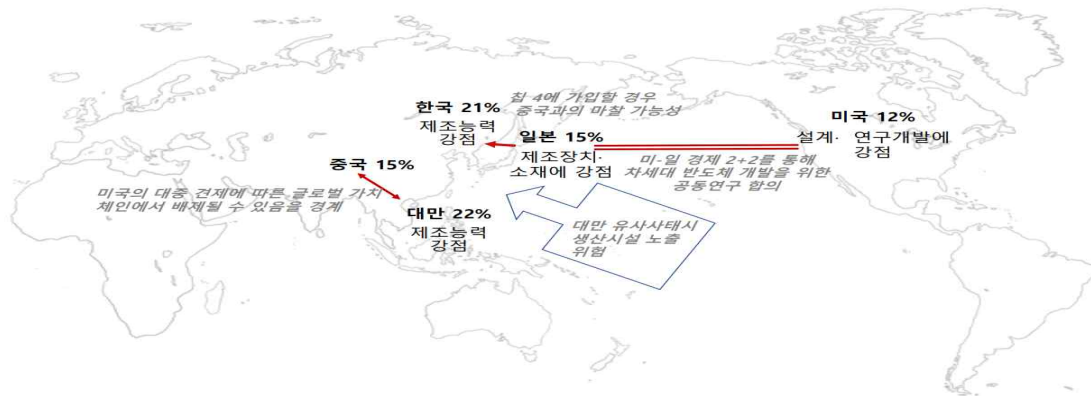 한국 21%
제조능력
강점
칩 4에 가입할 경우
중국과의 마찰 가능성
일본 15%
제조장치·
소재에 강점
미국 12%
설계· 연구개발에
강점
미-일 경제 2+2를 통해
차세대 반도체 개발을 위한
공동연구 합의
중국 15%
미국의 대중 견제에 따른 글로벌 가치
체인에서 배제될 수 있음을 경계
대만 22%
제조능력
강점
대만 유사사태시
생산시설 노출
위험